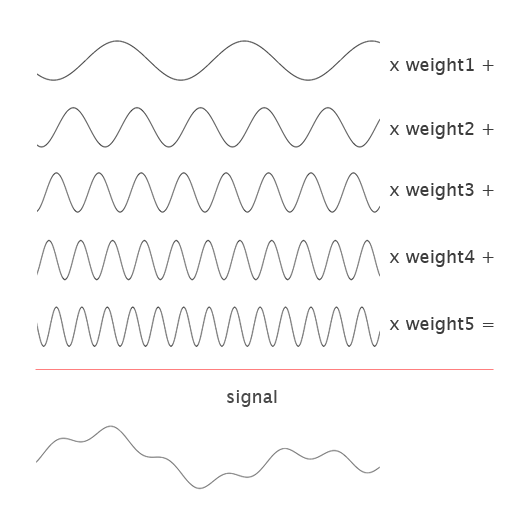 x weight1 +
x weight2 +
x weight3 +
x weight4 +
x weight5 =
signal